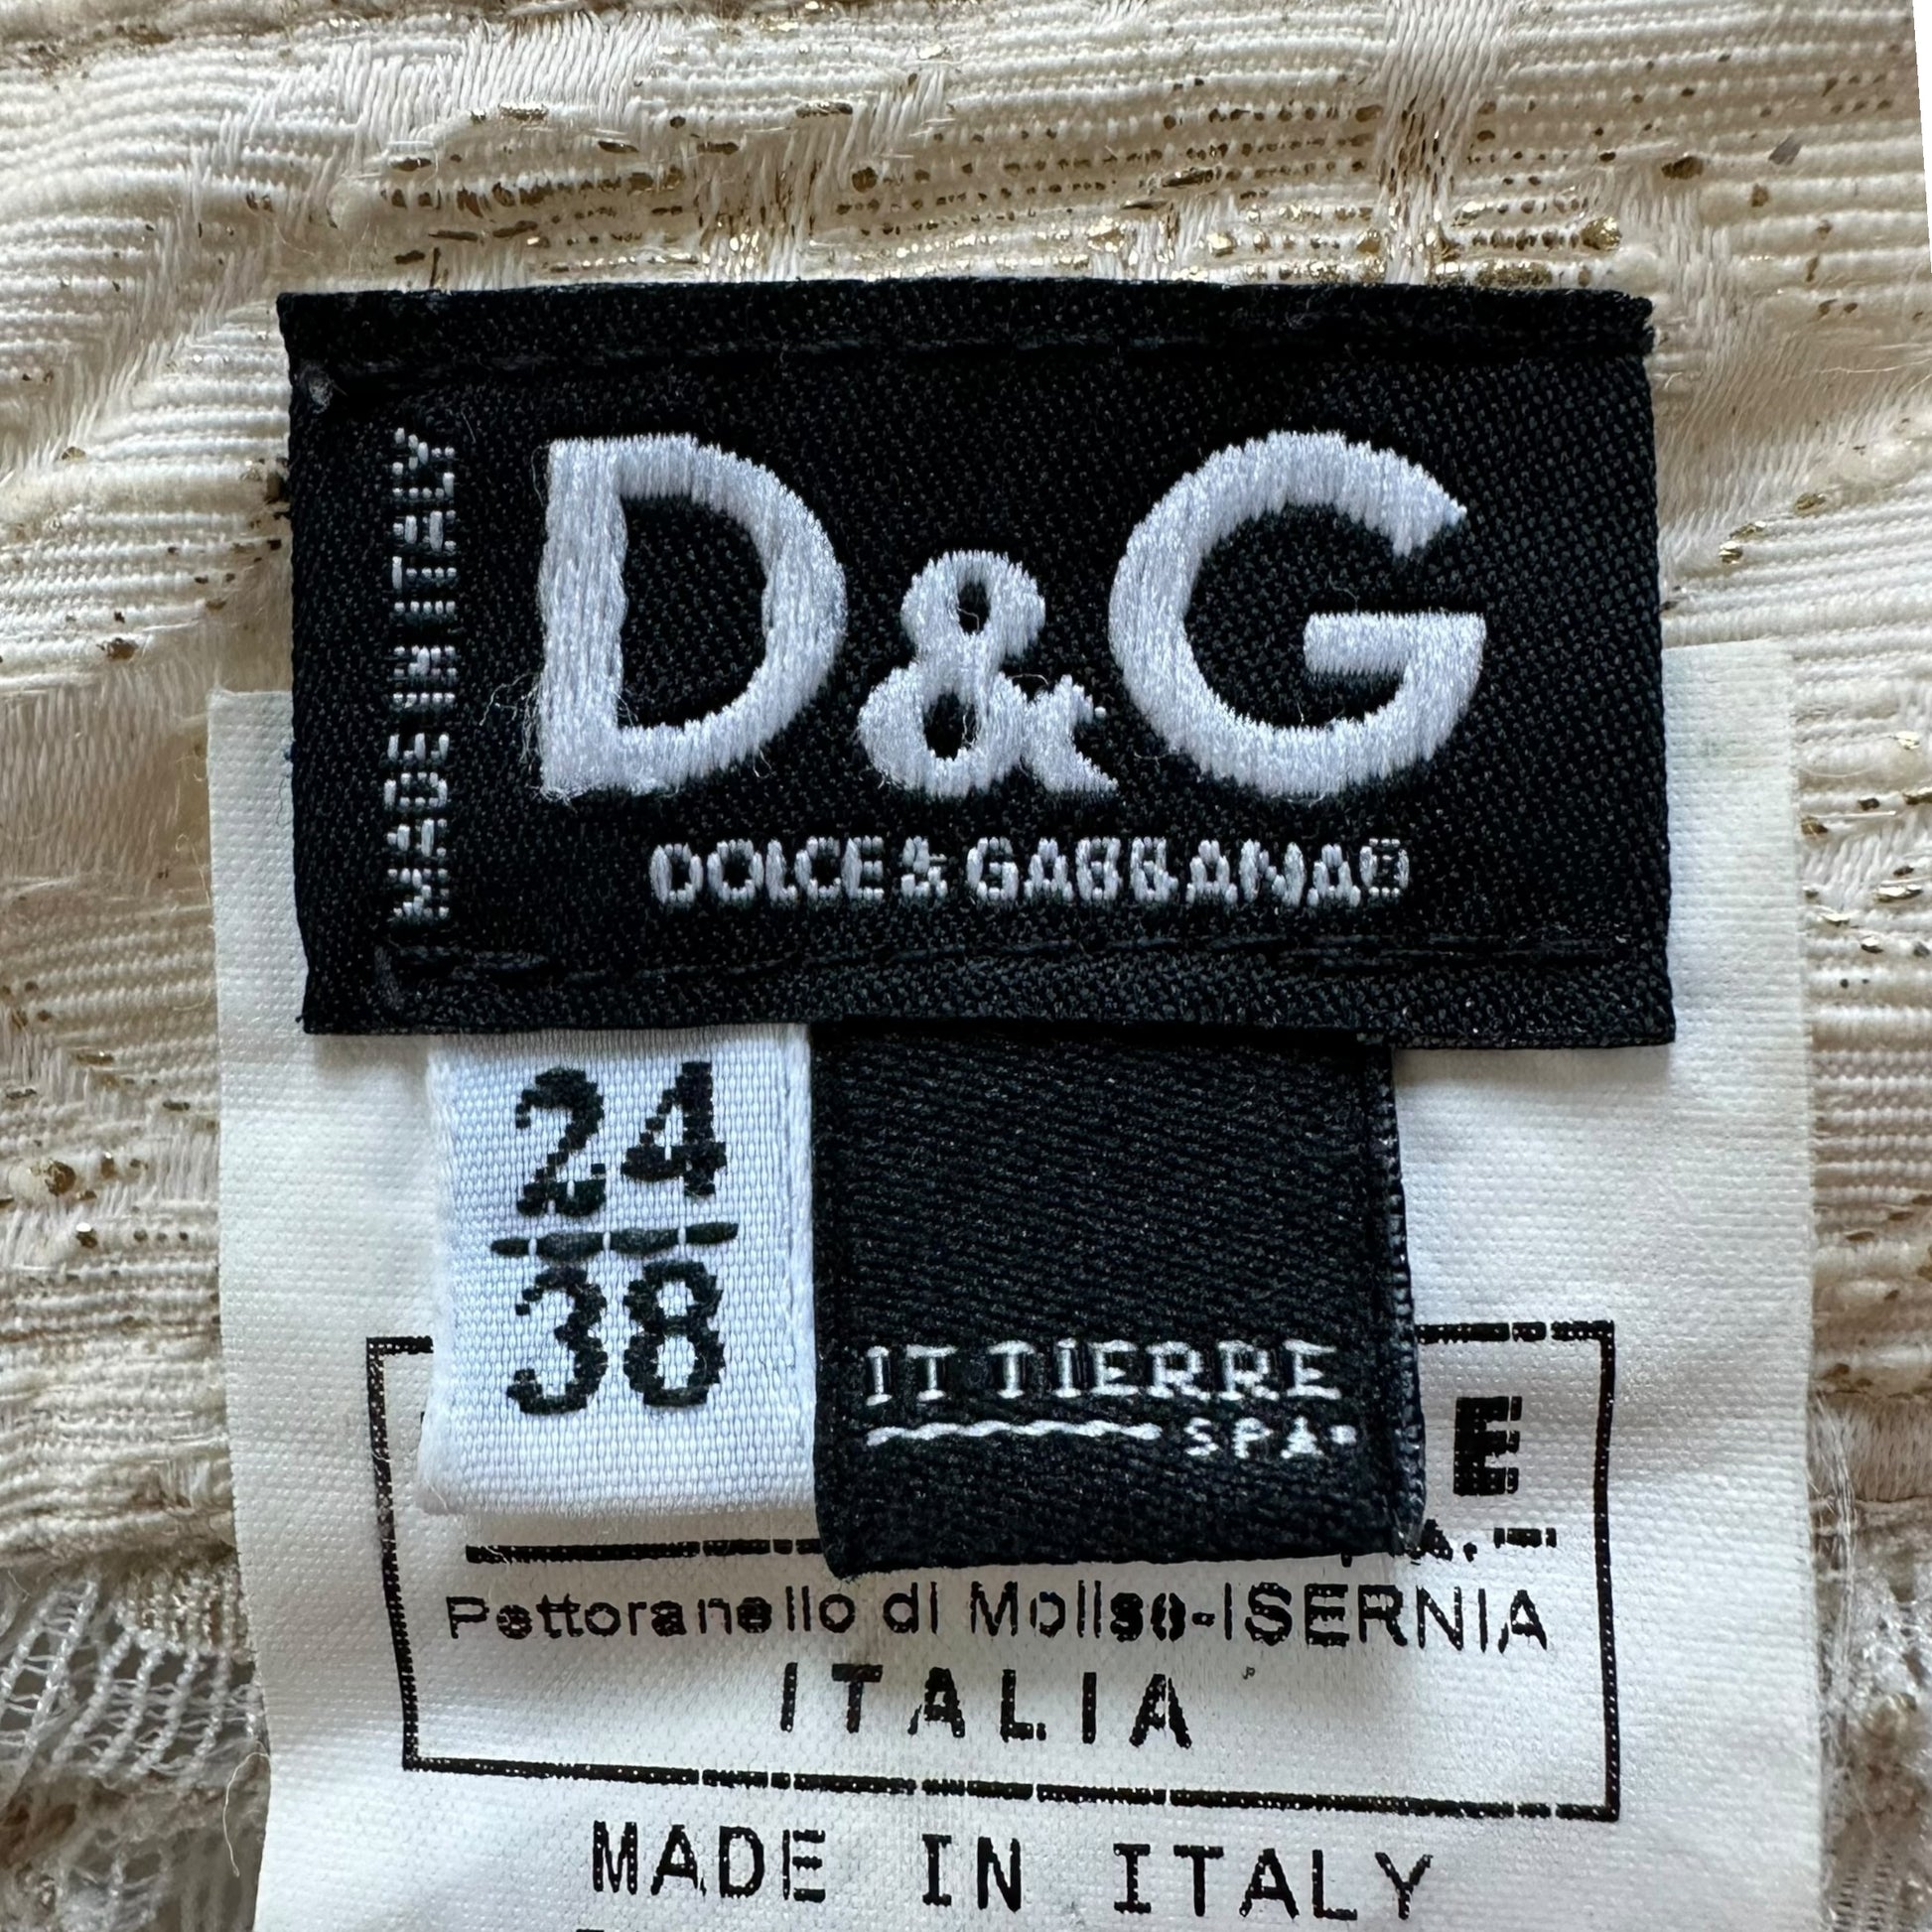 MADE IN ITALY
D&G
DOLCE & GABBANA®
24
38
IT TIERRE
SPA
E
A.
Pettoranello di Molise-ISERNIA
ITALIA
MADE IN ITALY